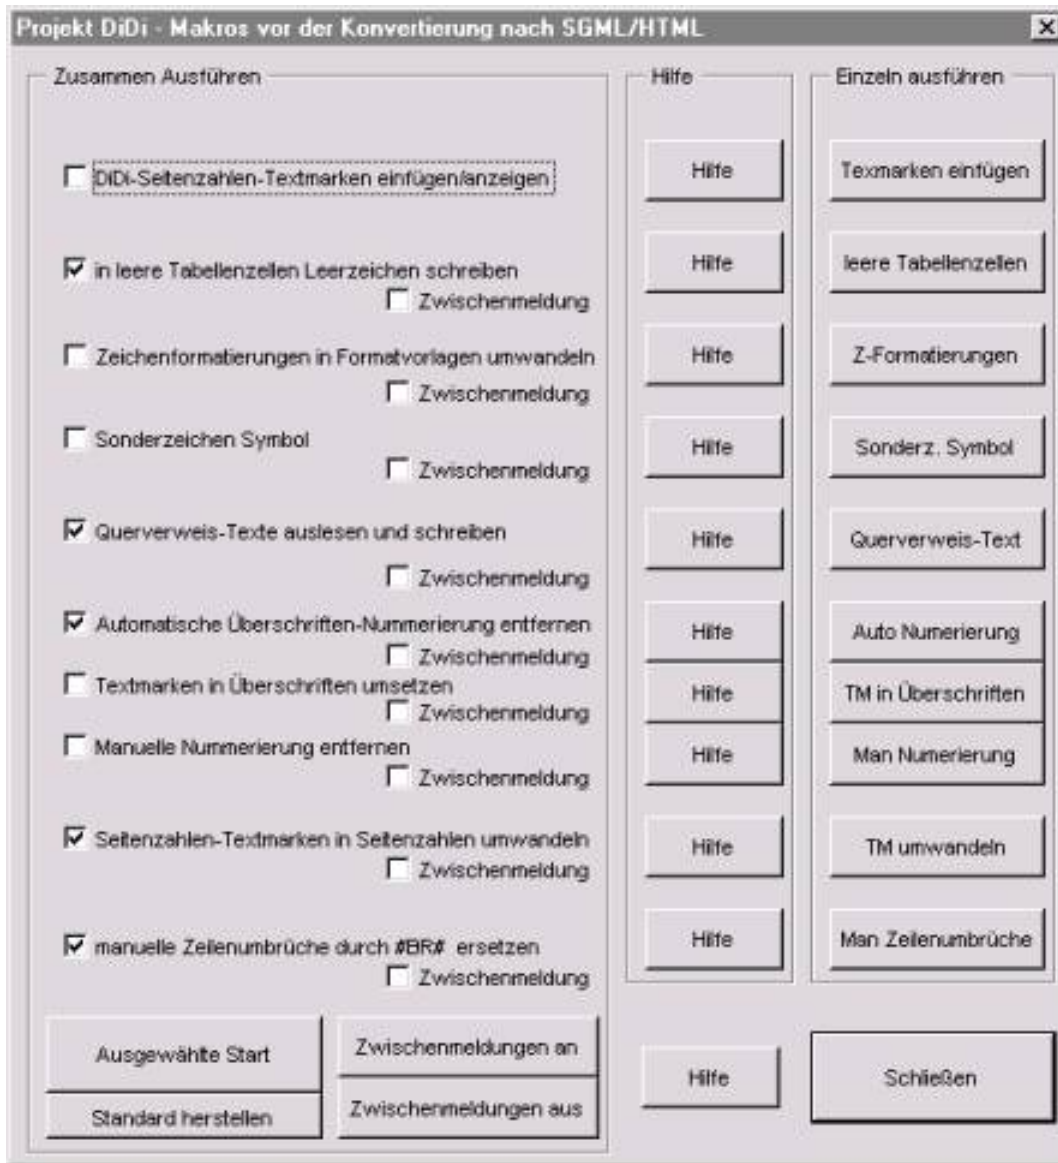 Projekt DiDi - Makros vor der Konvertierung nach SGML/HTML
Zusammen Ausführen
Hilfe
Einzeln ausführen
DiDi-Seitenzahlen-Textmarken einfügen/anzeigen
Hilfe
Texmarken einfügen
in leere Tabellenzellen Leerzeichen schreiben
Zwischenmeldung
Hilfe
leere Tabellenzellen
Zeichenformatierungen in Formatvorlagen umwandeln
Zwischenmeldung
Hilfe
Z-Formatierungen
Sonderzeichen Symbol
Zwischenmeldung
Hilfe
Sonderz. Symbol
Querverweis-Texte auslesen und schreiben
Zwischenmeldung
Hilfe
Querverweis-Text
Automatische Überschriften-Nummerierung entfernen
Zwischenmeldung
Hilfe
Auto Numerierung
Textmarken in Überschriften umsetzen
Zwischenmeldung
Hilfe
TM in Überschriften
Manuelle Nummerierung entfernen
Zwischenmeldung
Hilfe
Man Numerierung
Seitenzahlen-Textmarken in Seitenzahlen umwandeln
Zwischenmeldung
Hilfe
TM umwandeln
manuelle Zeilenumbrüche durch #BR# ersetzen
Zwischenmeldung
Hilfe
Man Zeilenumbrüche
Ausgewählte Start
Zwischenmeldungen an
Standard herstellen
Zwischenmeldungen aus
Hilfe
Schließen